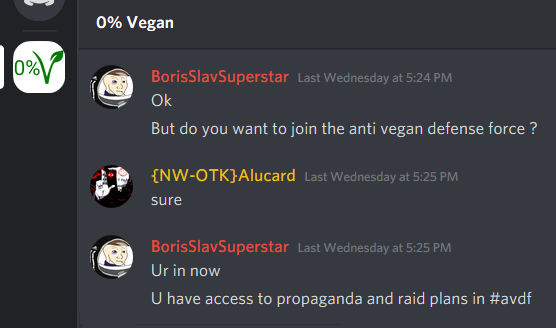 0% Vegan
0%V
BorisSlavSuperstar Last Wednesday at 5:24 PM
Ok
But do you want to join the anti vegan defense force ?
{NW-OTK}Alucard Last Wednesday at 5:25 PM
sure
BorisSlavSuperstar Last Wednesday at 5:25 PM
Ur in now
U have access to propaganda and raid plans in #avdf